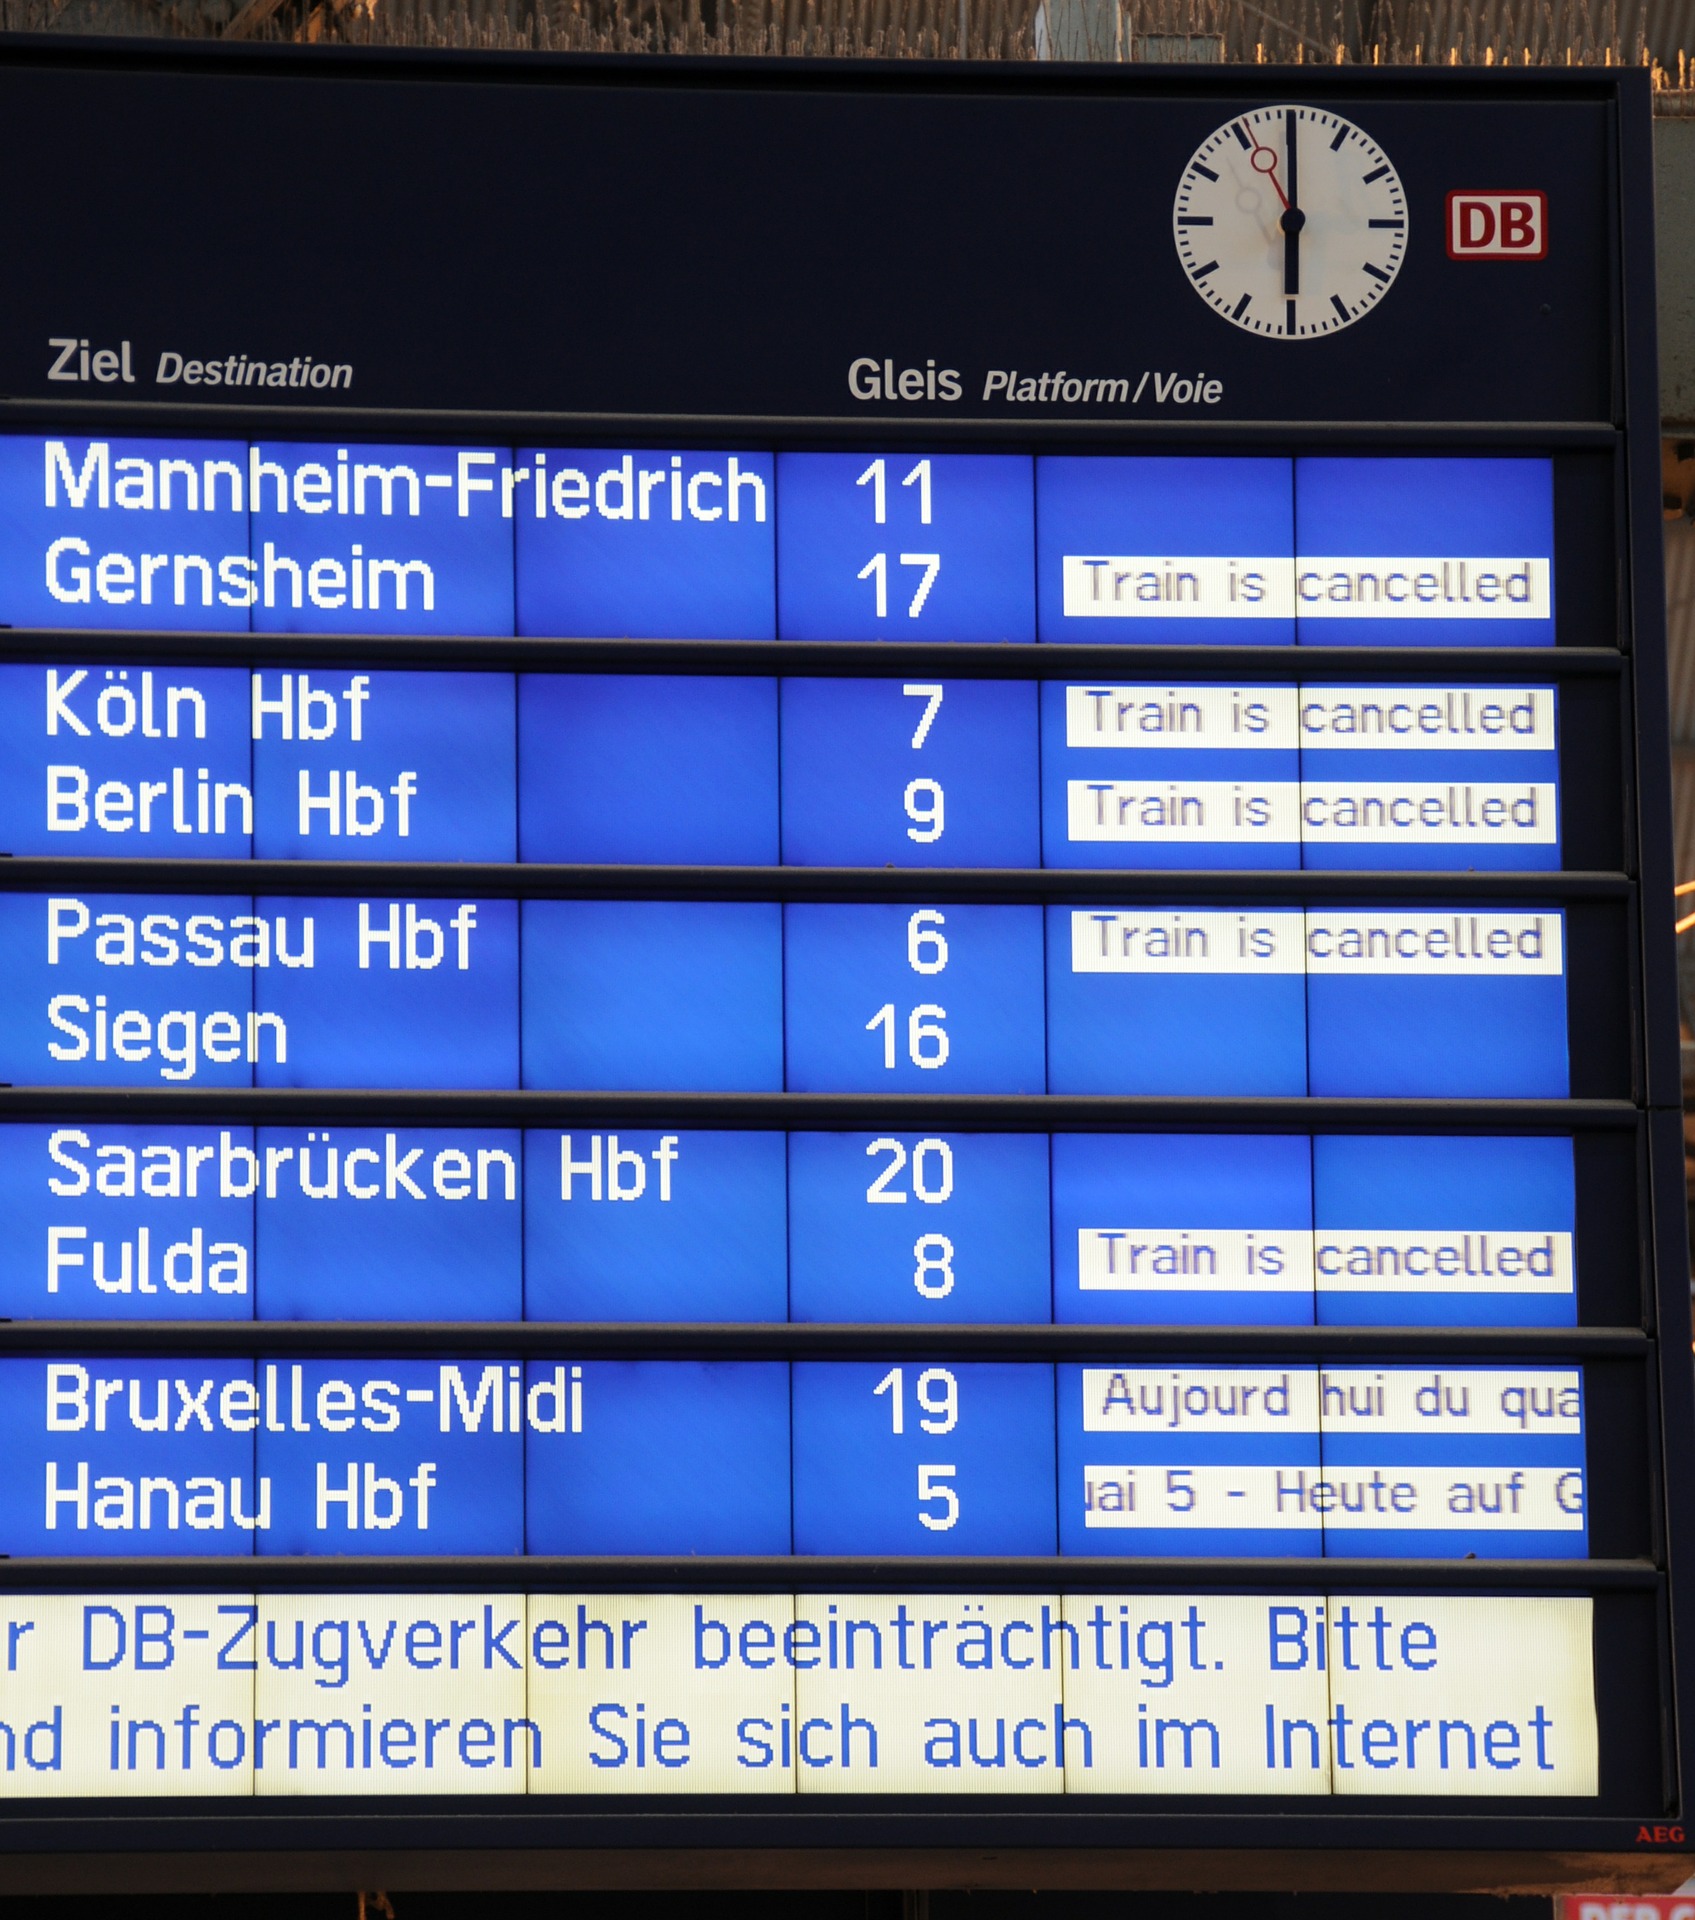 DB
Ziel Destination Gleis Platform/Voie
Mannheim-Friedrich 11
Gernsheim 17 Train is cancelled
Köln Hbf 7 Train is cancelled
Berlin Hbf 9 Train is cancelled
Passau Hbf 6 Train is cancelled
Siegen 16
Saarbrücken Hbf 20
Fulda 8 Train is cancelled
Bruxelles-Midi 19 Aujourd hui du qua
Hanau Hbf 5 uai 5 - Heute auf G
r DB-Zugverkehr beeinträchtigt. Bitte
nd informieren Sie sich auch im Internet
AEG